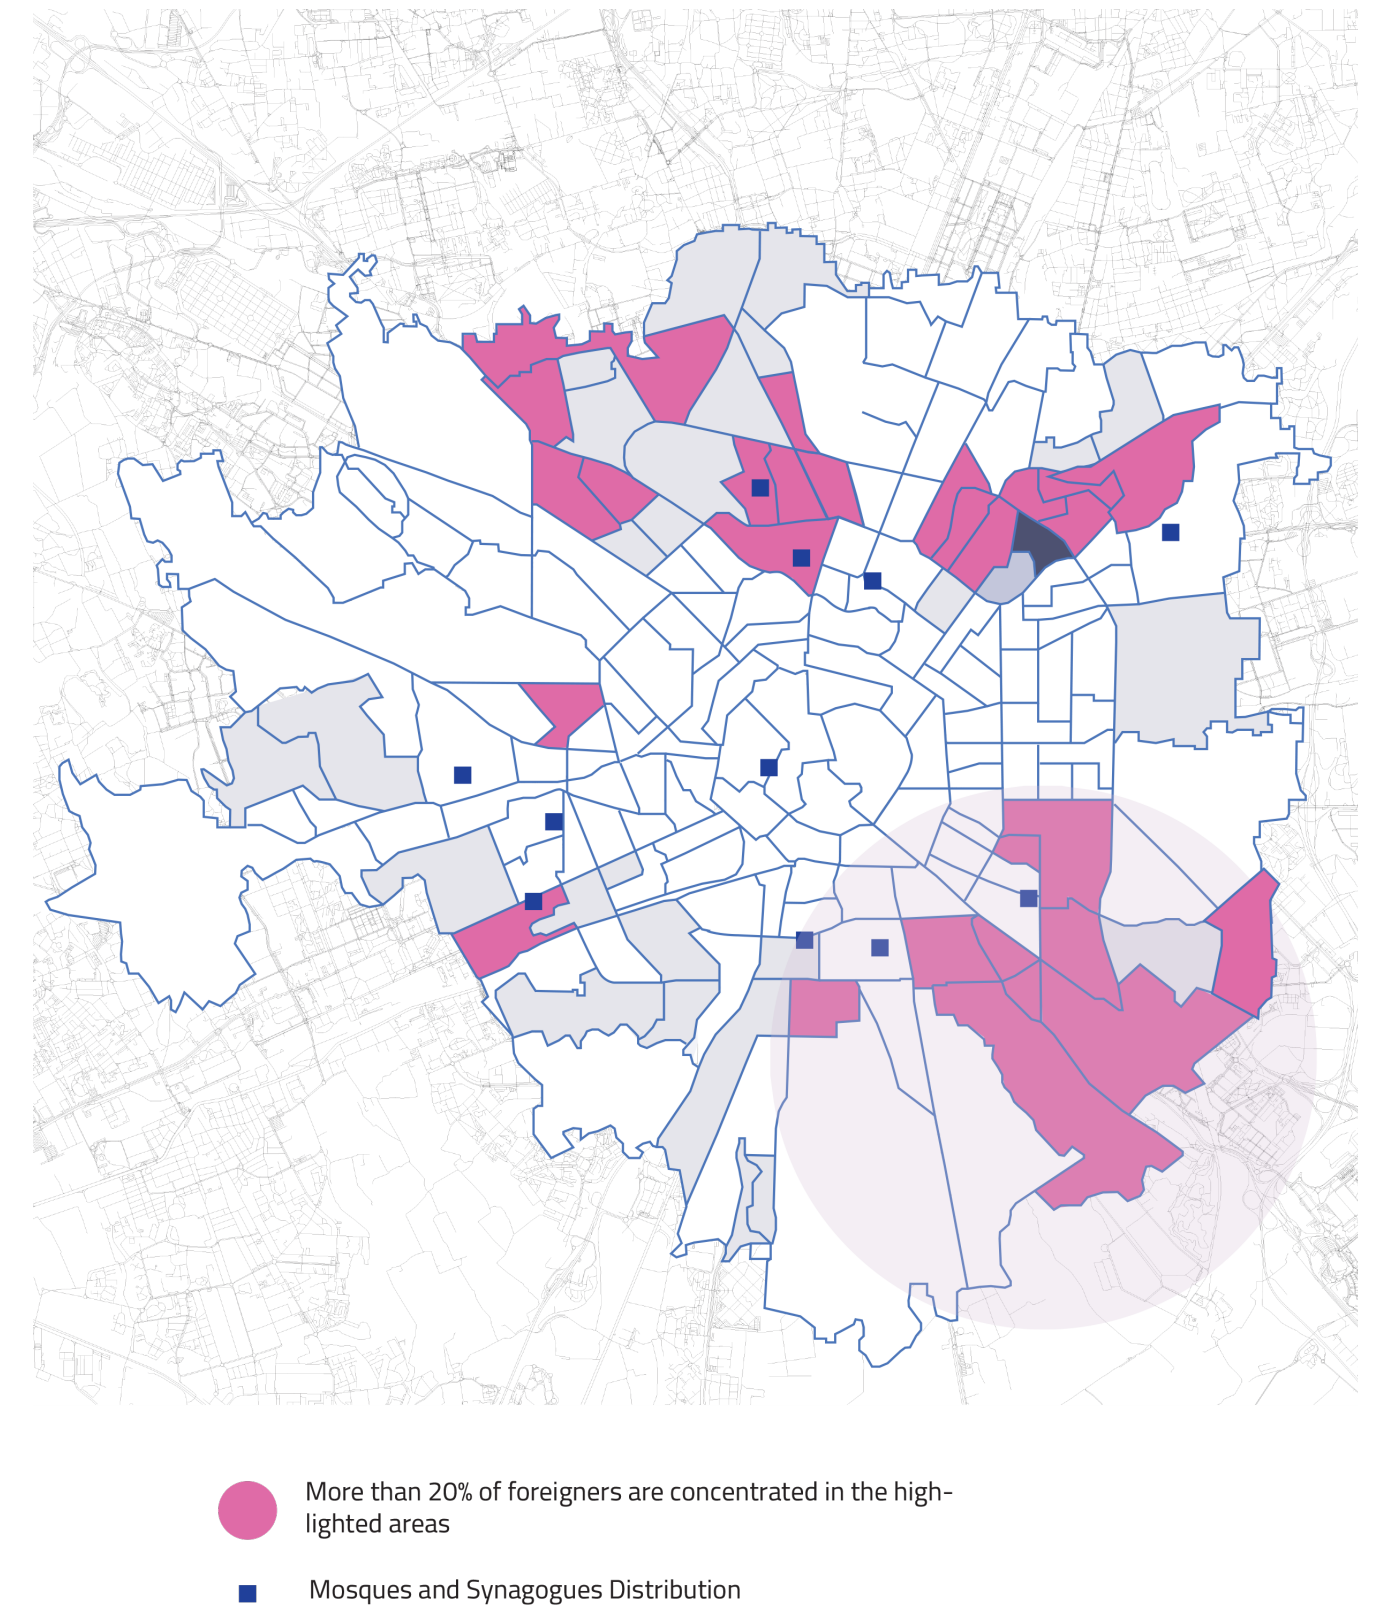 More than 20% of foreigners are concentrated in the high-
lighted areas
Mosques and Synagogues Distribution